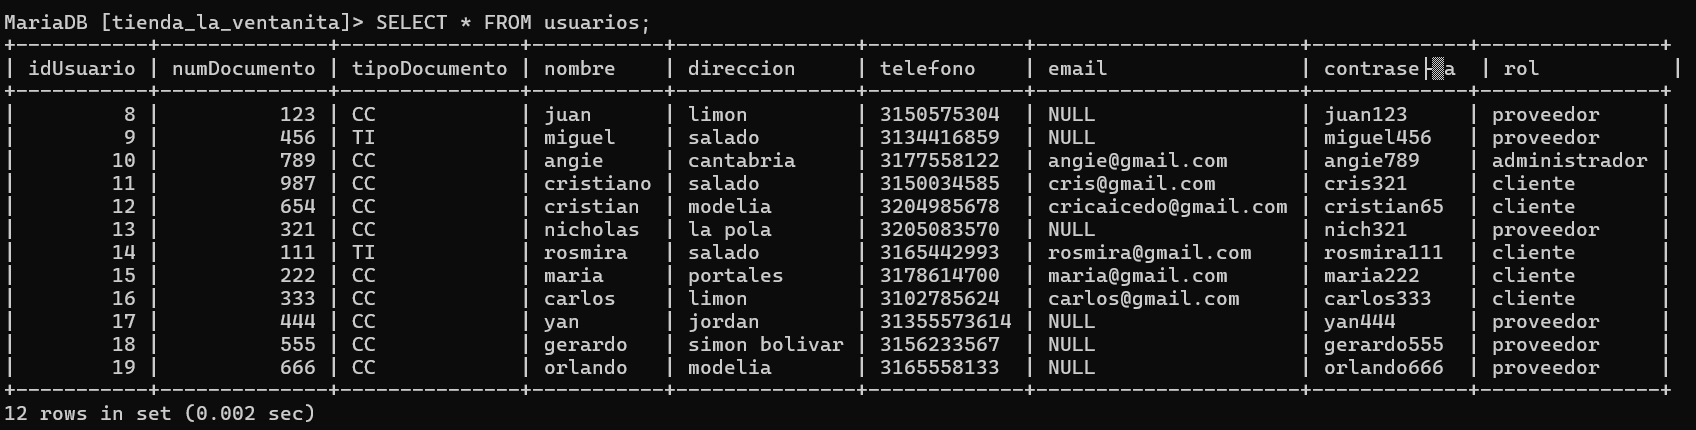 MariaDB [tienda_la_ventanita]> SELECT * FROM usuarios;
+-----------+--------------+---------------+-----------+---------------+------------+----------------------+-------------+---------------+
| idUsuario | numDocumento | tipoDocumento | nombre    | direccion     | telefono   | email                | contrase├▒a  | rol           |
+-----------+--------------+---------------+-----------+---------------+------------+----------------------+-------------+---------------+
|         8 |          123 | CC            | juan      | limon         | 3150575304 | NULL                 | juan123     | proveedor     |
|         9 |          456 | TI            | miguel    | salado        | 3134416859 | NULL                 | miguel456   | proveedor     |
|        10 |          789 | CC            | angie     | cantabria     | 3177558122 | angie@gmail.com      | angie789    | administrador |
|        11 |          987 | CC            | cristiano | salado        | 3150034585 | cris@gmail.com       | cris321     | cliente       |
|        12 |          654 | CC            | cristian  | modelia       | 3204985678 | cricaicedo@gmail.com | cristian65  | cliente       |
|        13 |          321 | CC            | nicholas  | la pola       | 3205083570 | NULL                 | nich321     | proveedor     |
|        14 |          111 | TI            | rosmira   | salado        | 3165442993 | rosmira@gmail.com    | rosmira111  | cliente       |
|        15 |          222 | CC            | maria     | portales      | 3178614700 | maria@gmail.com      | maria222    | cliente       |
|        16 |          333 | CC            | carlos    | limon         | 3102785624 | carlos@gmail.com     | carlos333   | cliente       |
|        17 |          444 | CC            | yan       | jordan        | 31355573614 | NULL                 | yan444      | proveedor     |
|        18 |          555 | CC            | gerardo   | simon bolivar | 3156233567 | NULL                 | gerardo555  | proveedor     |
|        19 |          666 | CC            | orlando   | modelia       | 3165558133 | NULL                 | orlando666  | proveedor     |
+-----------+--------------+---------------+-----------+---------------+------------+----------------------+-------------+---------------+
12 rows in set (0.002 sec)